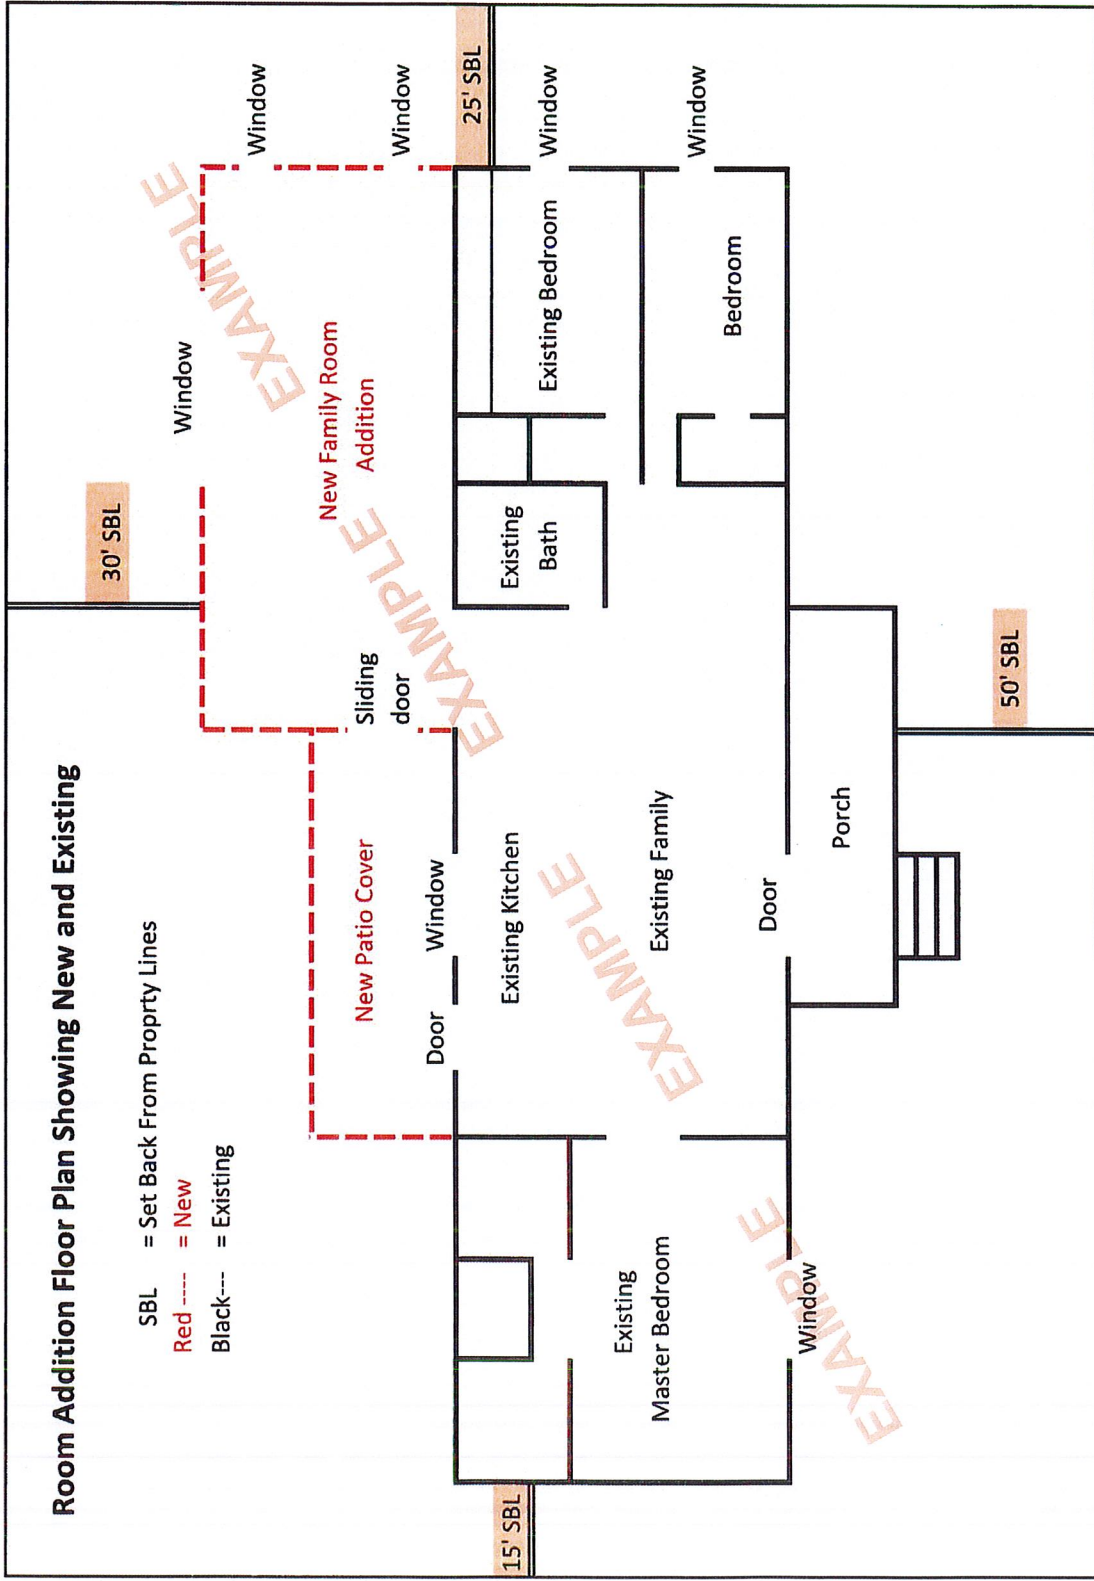 Room Addition Floor Plan Showing New and Existing
SBL = Set Back From Proprty Lines
Red ---- = New
Black--- = Existing
30' SBL
Window
Window
Window
New Family Room
Addition
Sliding
door
New Patio Cover
Door
Window
25' SBL
15' SBL
Existing Kitchen
Existing
Bath
Existing Bedroom
Window
Existing
Master Bedroom
Existing Family
Bedroom
Window
Window
Door
Porch
50' SBL
EXAMPLE
EXAMPLE
EXAMPLE
EXAMPLE